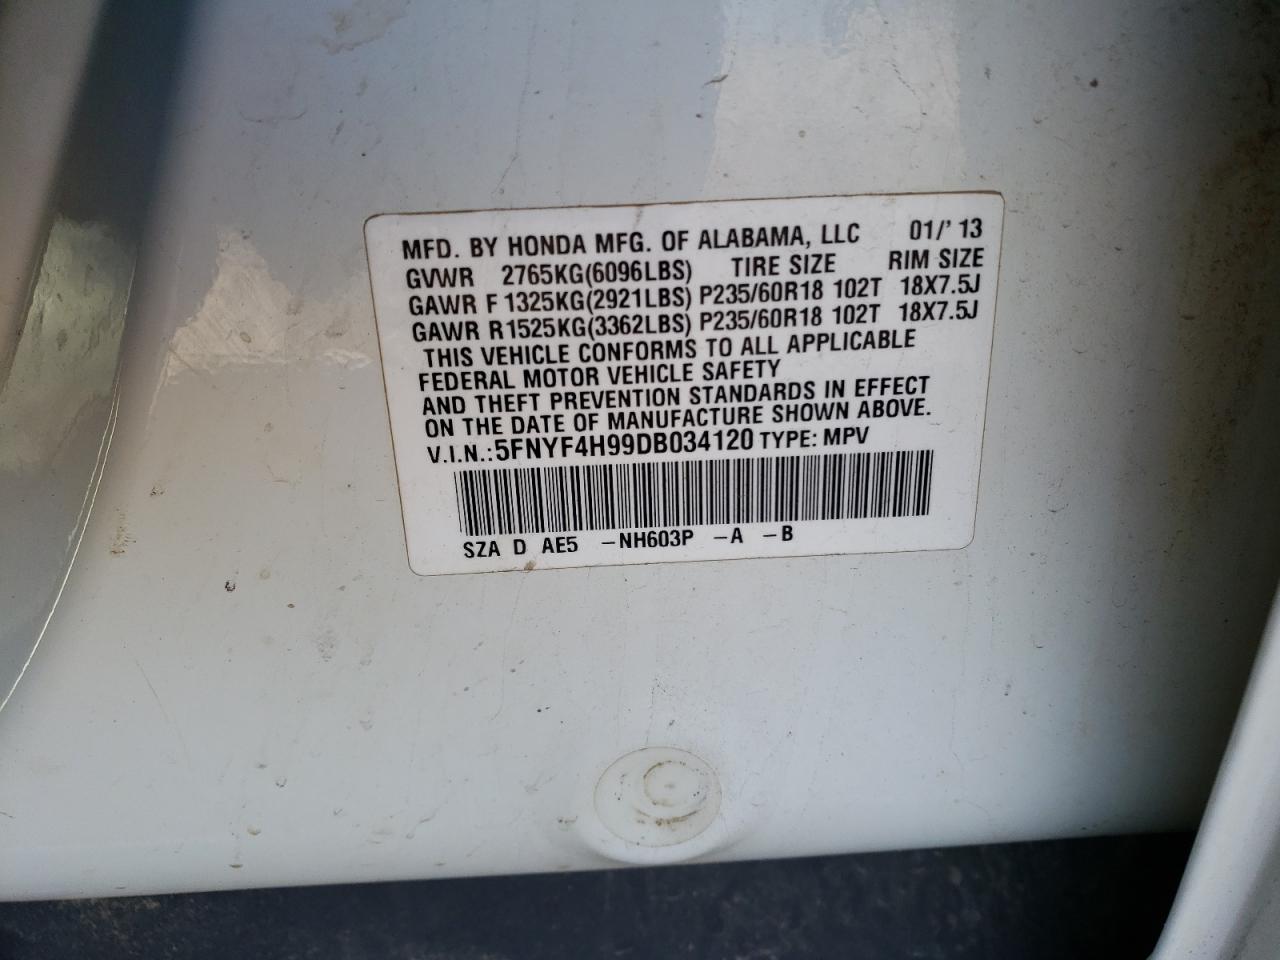 MFD. BY HONDA MFG. OF ALABAMA, LLC 01/' 13
GVWR 2765KG(6096LBS) TIRE SIZE RIM SIZE
GAWR F 1325KG(2921LBS) P235/60R18 102T 18X7.5J
GAWR R1525KG(3362LBS) P235/60R18 102T 18X7.5J
THIS VEHICLE CONFORMS TO ALL APPLICABLE
FEDERAL MOTOR VEHICLE SAFETY
AND THEFT PREVENTION STANDARDS IN EFFECT
ON THE DATE OF MANUFACTURE SHOWN ABOVE.
V.I.N.:5FNYF4H99DB034120 TYPE: MPV
SZA D AE5 -NH603P -A -B